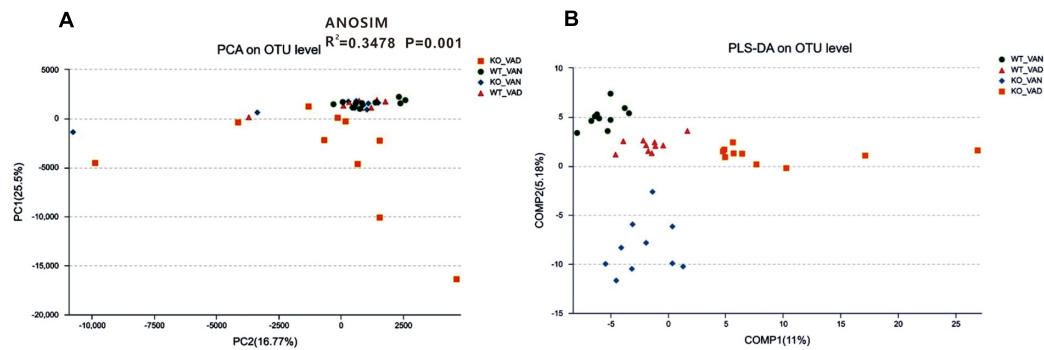 A
ANOSIM
R²=0.3478 P=0.001
PCA on OTU level
KO_VAD
WT_VAN
KO_VAN
WT_VAD
5000
0
-5000
-10,000
-15,000
-20,000
PC1(25.5%)
-10,000
-7500
-5000
-2500
0
2500
PC2(16.77%)
B
PLS-DA on OTU level
WT_VAN
WT_VAD
KO_VAN
KO_VAD
10
5
0
-5
-10
-15
COMP2(5.18%)
-5
0
5
10
15
20
25
COMP1(11%)